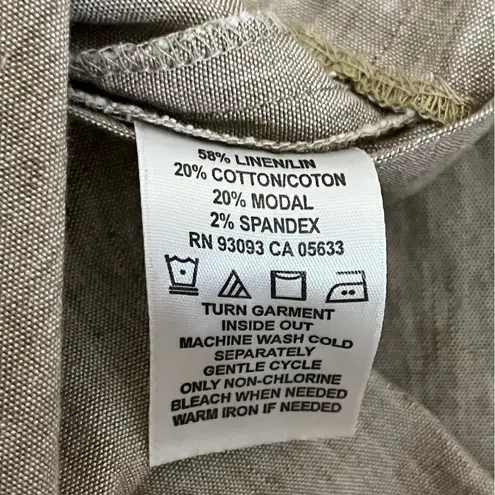 58% LINEN/LIN
20% COTTON/COTON
20% MODAL
2% SPANDEX
RN 93093 CA 05633
TURN GARMENT
INSIDE OUT
MACHINE WASH COLD
SEPARATELY
GENTLE CYCLE
ONLY NON-CHLORINE
BLEACH WHEN NEEDED
WARM IRON IF NEEDED